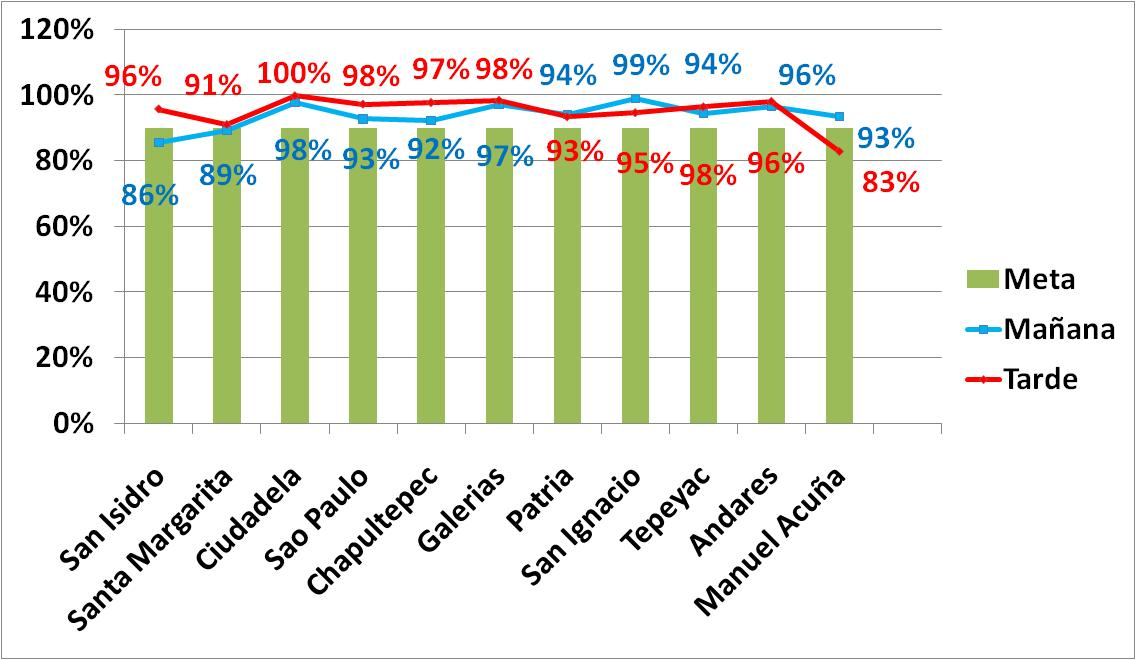 120%
100%
80%
60%
40%
20%
0%
96%
91%
100%
98%
97%
98%
94%
99%
94%
96%
86%
89%
98%
93%
92%
97%
93%
95%
98%
96%
93%
83%
San Isidro
Santa Margarita
Ciudadela
Sao Paulo
Chapultepec
Galerias
Patria
San Ignacio
Tepeyac
Andares
Manuel Acuña
Meta
Mañana
Tarde